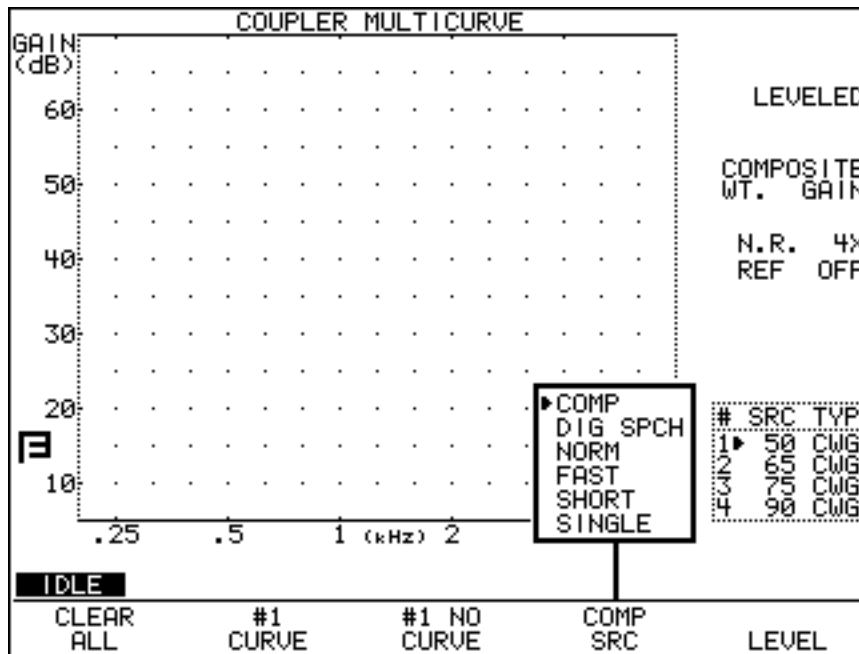 COUPLER MULTICURVE
GAIN
(dB)
60
50
40
30
20
10
.25 .5 1 (kHz) 2
LEVELED
COMPOSITE
WT. GAIN
N.R. 4X
REF OFF
COMP
DIG SPCH
NORM
FAST
SHORT
SINGLE
# SRC TYP
1 50 CWG
2 65 CWG
3 75 CWG
4 90 CWG
IDLE
CLEAR
ALL
#1
CURVE
#1 NO
CURVE
COMP
SRC
LEVEL